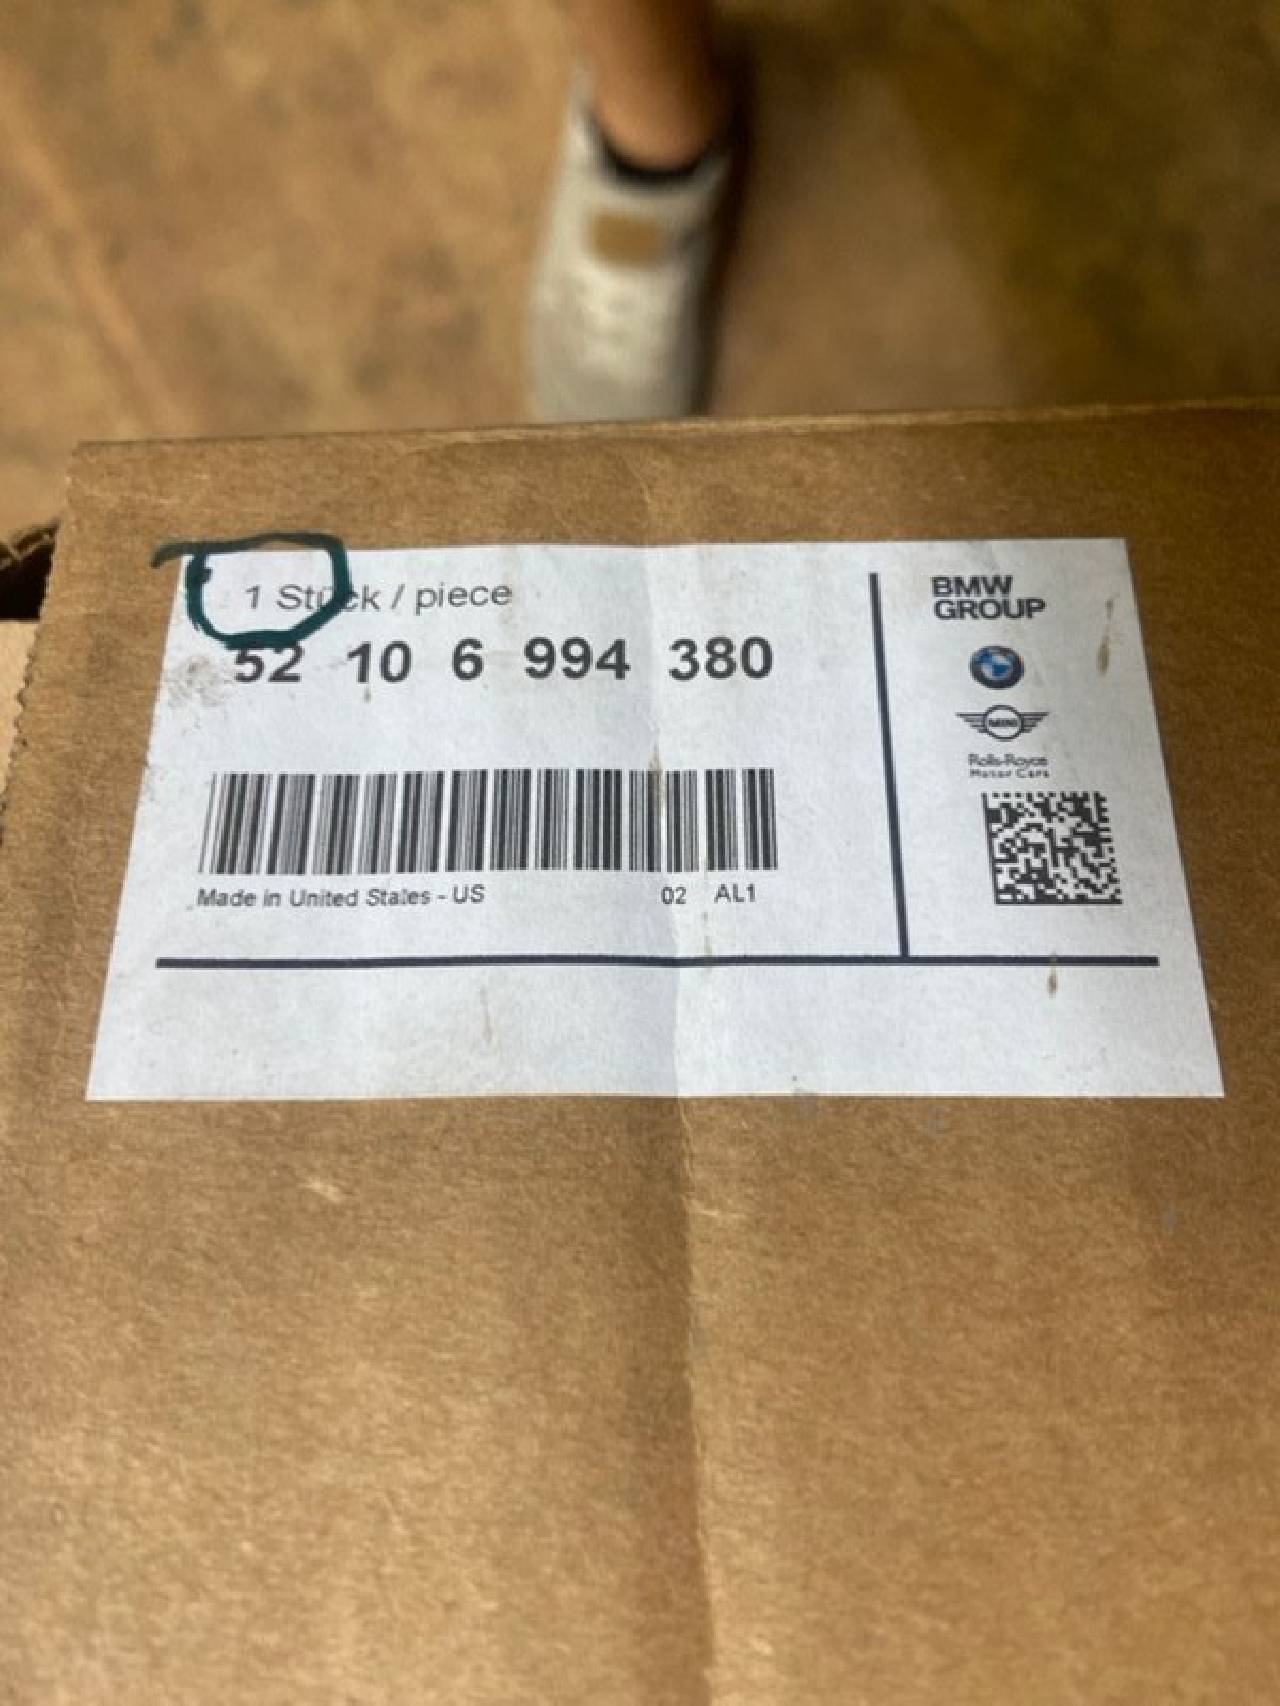 1 Stück / piece
52 10 6 994 380
Made in United States - US 02 AL1
BMW
GROUP
MINI
Rolls-Royce
Motor Cars